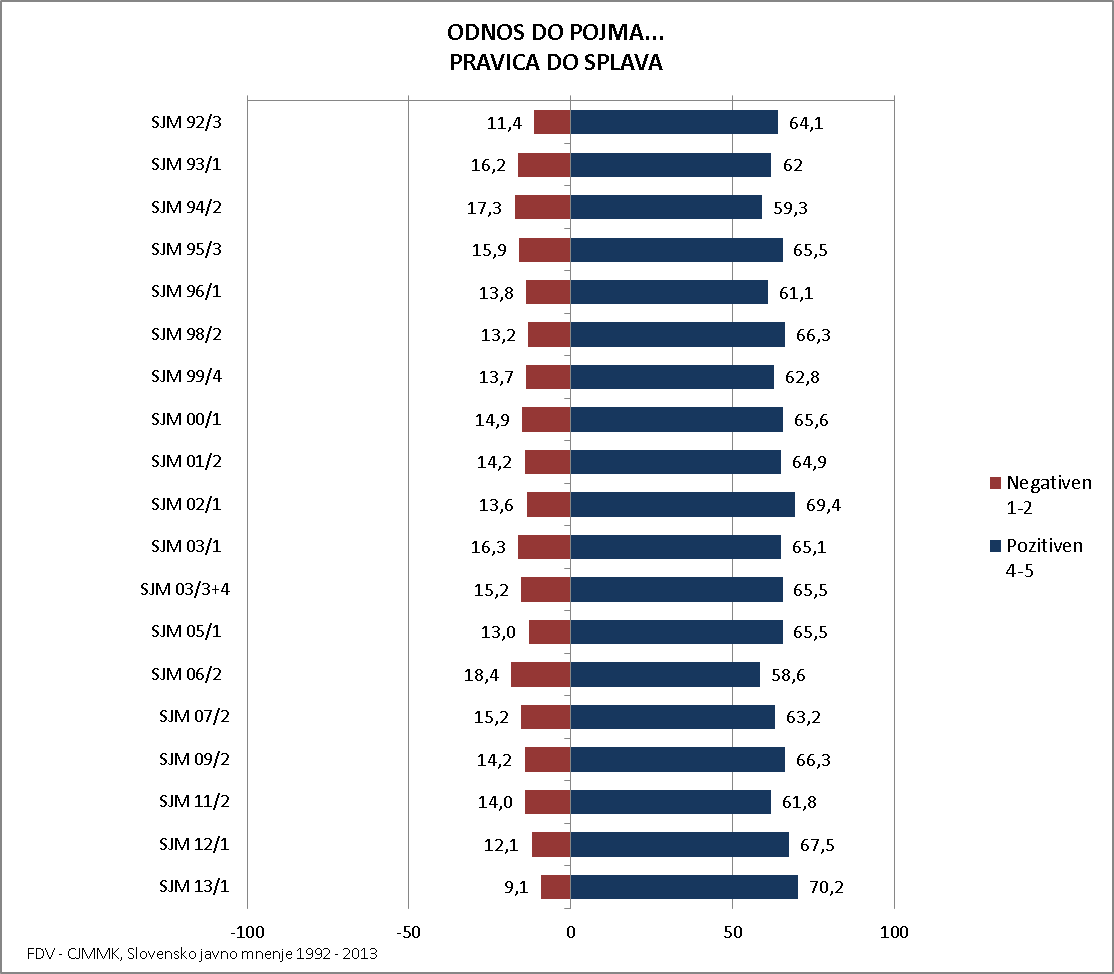 ODNOS DO POJMA...
PRAVICA DO SPLAVA
SJM 92/3 11,4 64,1
SJM 93/1 16,2 62
SJM 94/2 17,3 59,3
SJM 95/3 15,9 65,5
SJM 96/1 13,8 61,1
SJM 98/2 13,2 66,3
SJM 99/4 13,7 62,8
SJM 00/1 14,9 65,6
SJM 01/2 14,2 64,9
SJM 02/1 13,6 69,4
SJM 03/1 16,3 65,1
SJM 03/3+4 15,2 65,5
SJM 05/1 13,0 65,5
SJM 06/2 18,4 58,6
SJM 07/2 15,2 63,2
SJM 09/2 14,2 66,3
SJM 11/2 14,0 61,8
SJM 12/1 12,1 67,5
SJM 13/1 9,1 70,2
-100 -50 0 50 100
Negativen
1-2
Pozitiven
4-5
FDV - CJMMK, Slovensko javno mnenje 1992 - 2013